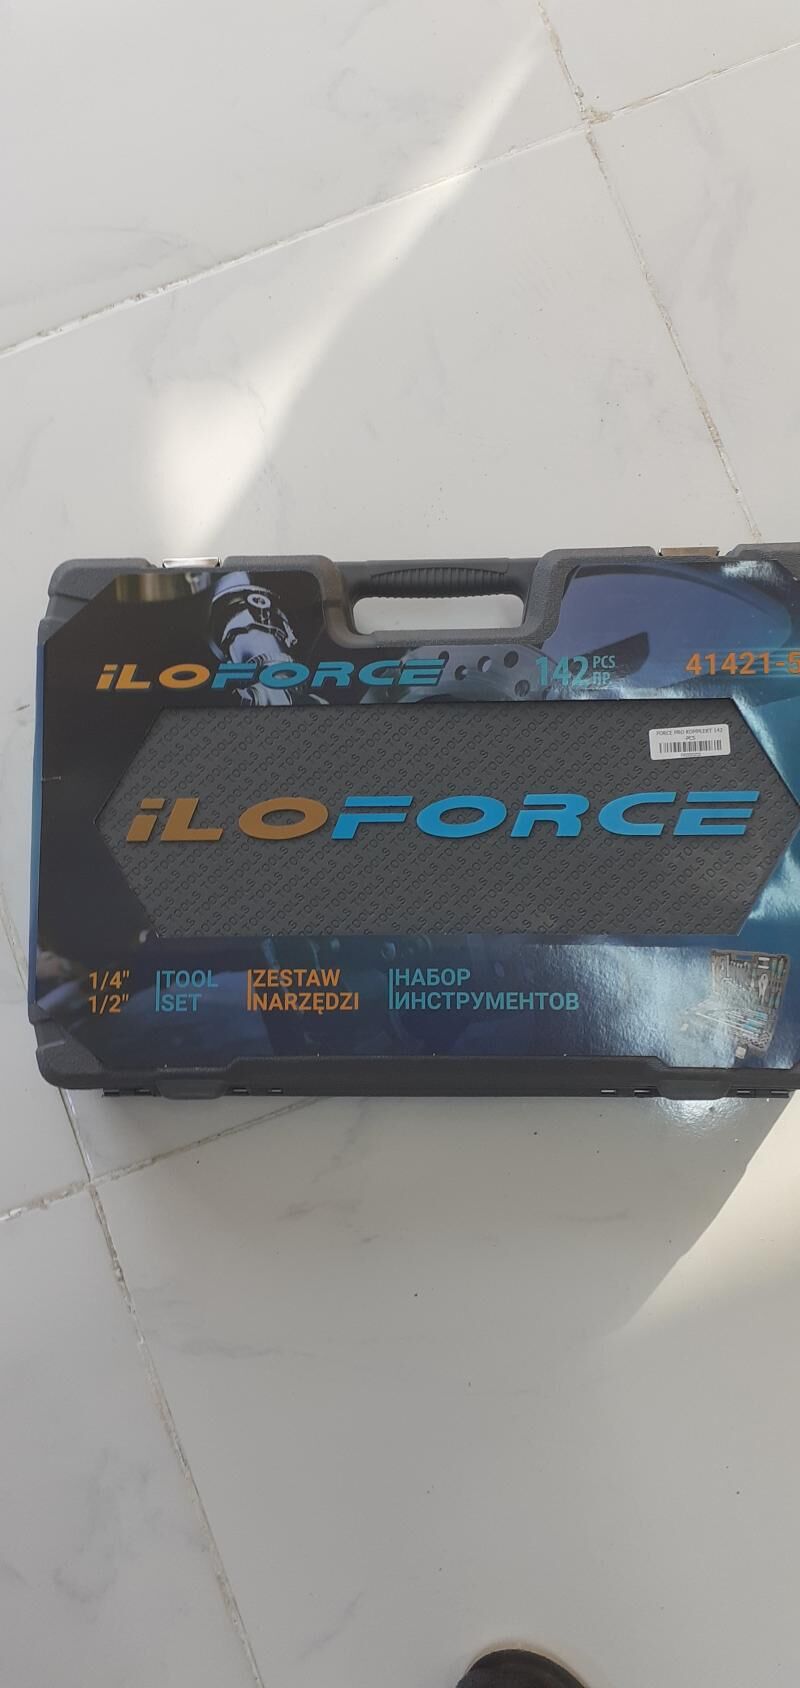 iLOFORCE
142 PCS
ПР.
41421-5
FORCE PRO KOMPLEKT 142
PCS
iLOFORCE
1/4"
1/2"
TOOL
SET
ZESTAW
NARZĘDZI
НАБОР
ИНСТРУМЕНТОВ